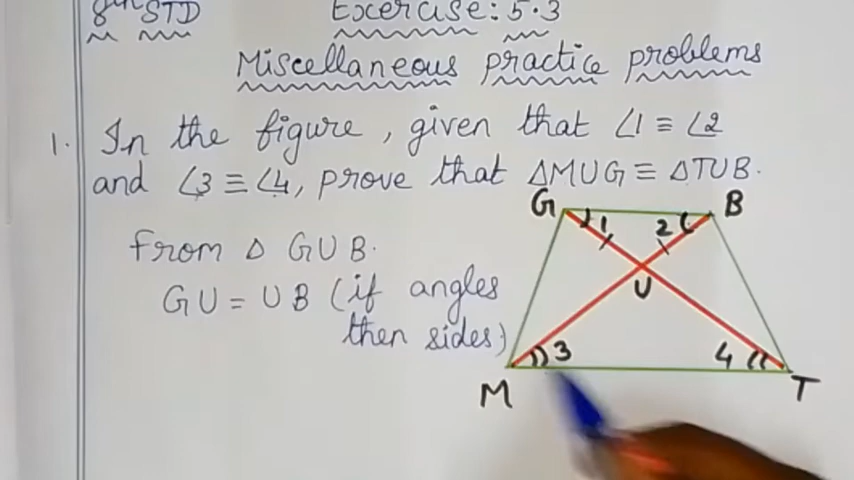 8th STD
Exercise: 5.3
Miscellaneous practice problems
1. In the figure, given that ∠1 ≡ ∠2
and ∠3 ≡ ∠4, prove that ΔMUG ≡ ΔTUB.
G
B
1
2
From Δ GUB.
U
GU = UB (if angles
then sides)
3
4
M
T